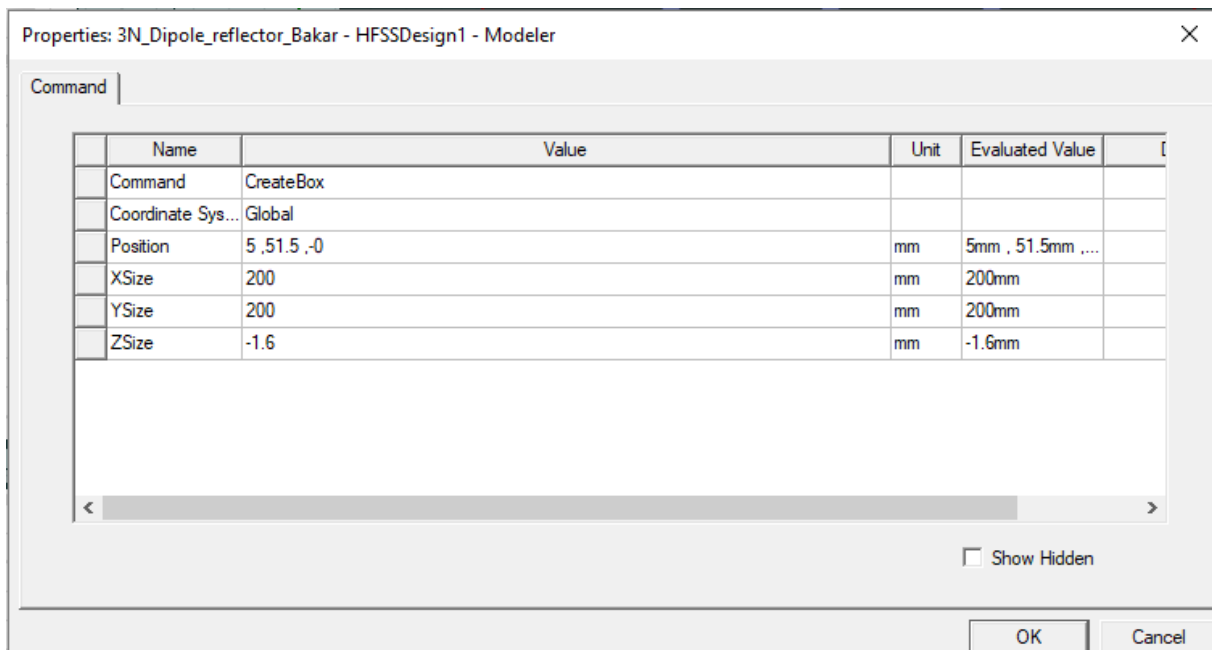 Properties: 3N_Dipole_reflector_Bakar - HFSSDesign1 - Modeler
Command
Name Value Unit Evaluated Value
Command CreateBox
Coordinate Sys... Global
Position 5 ,51.5 ,-0 mm 5mm , 51.5mm ,...
XSize 200 mm 200mm
YSize 200 mm 200mm
ZSize -1.6 mm -1.6mm
Show Hidden
OK Cancel